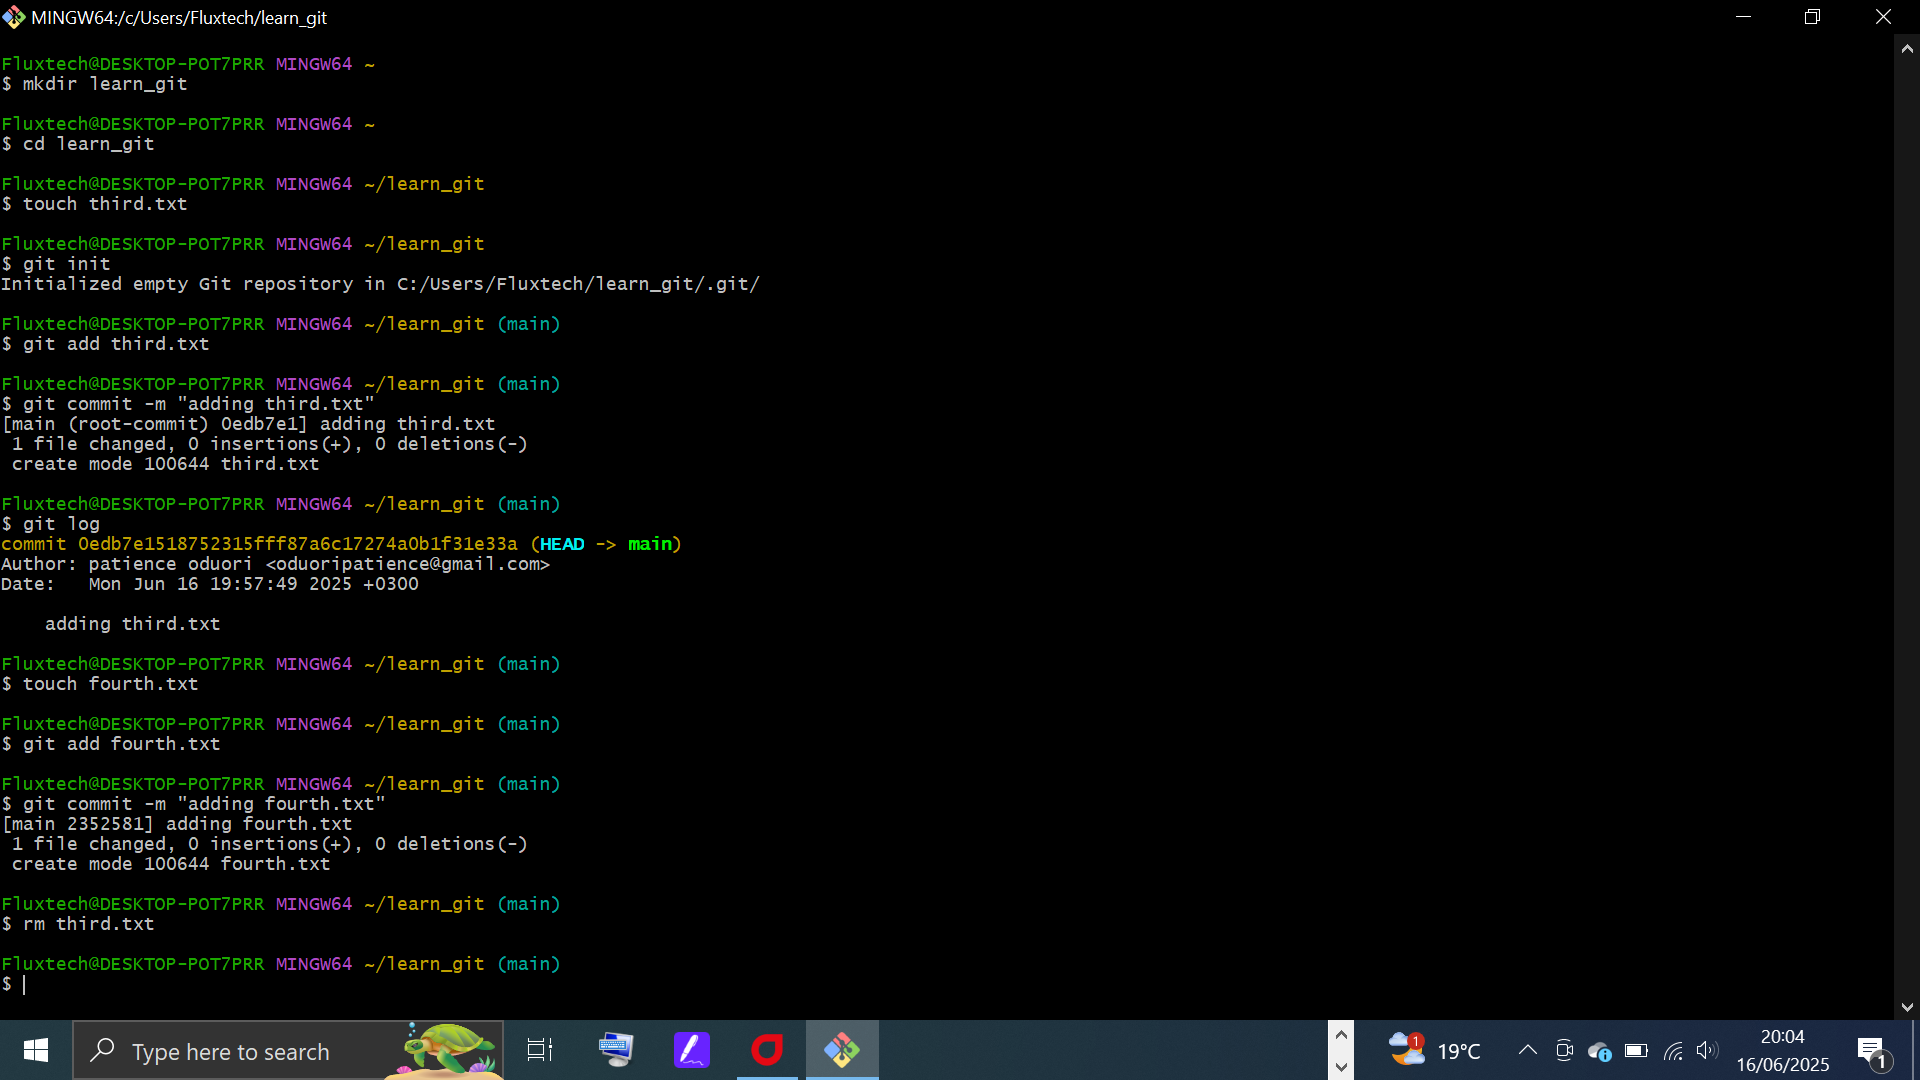 MINGW64:/c/Users/Fluxtech/learn_git
Fluxtech@DESKTOP-POT7PRR MINGW64 ~
$ mkdir learn_git
Fluxtech@DESKTOP-POT7PRR MINGW64 ~
$ cd learn_git
Fluxtech@DESKTOP-POT7PRR MINGW64 ~/learn_git
$ touch third.txt
Fluxtech@DESKTOP-POT7PRR MINGW64 ~/learn_git
$ git init
Initialized empty Git repository in C:/Users/Fluxtech/learn_git/.git/
Fluxtech@DESKTOP-POT7PRR MINGW64 ~/learn_git (main)
$ git add third.txt
Fluxtech@DESKTOP-POT7PRR MINGW64 ~/learn_git (main)
$ git commit -m "adding third.txt"
[main (root-commit) 0edb7e1] adding third.txt
 1 file changed, 0 insertions(+), 0 deletions(-)
 create mode 100644 third.txt
Fluxtech@DESKTOP-POT7PRR MINGW64 ~/learn_git (main)
$ git log
commit 0edb7e1518752315fff87a6c17274a0b1f31e33a (HEAD -> main)
Author: patience oduori <oduoripatience@gmail.com>
Date:   Mon Jun 16 19:57:49 2025 +0300
    adding third.txt
Fluxtech@DESKTOP-POT7PRR MINGW64 ~/learn_git (main)
$ touch fourth.txt
Fluxtech@DESKTOP-POT7PRR MINGW64 ~/learn_git (main)
$ git add fourth.txt
Fluxtech@DESKTOP-POT7PRR MINGW64 ~/learn_git (main)
$ git commit -m "adding fourth.txt"
[main 2352581] adding fourth.txt
 1 file changed, 0 insertions(+), 0 deletions(-)
 create mode 100644 fourth.txt
Fluxtech@DESKTOP-POT7PRR MINGW64 ~/learn_git (main)
$ rm third.txt
Fluxtech@DESKTOP-POT7PRR MINGW64 ~/learn_git (main)
$
Type here to search
1
19°C
20:04
16/06/2025
1